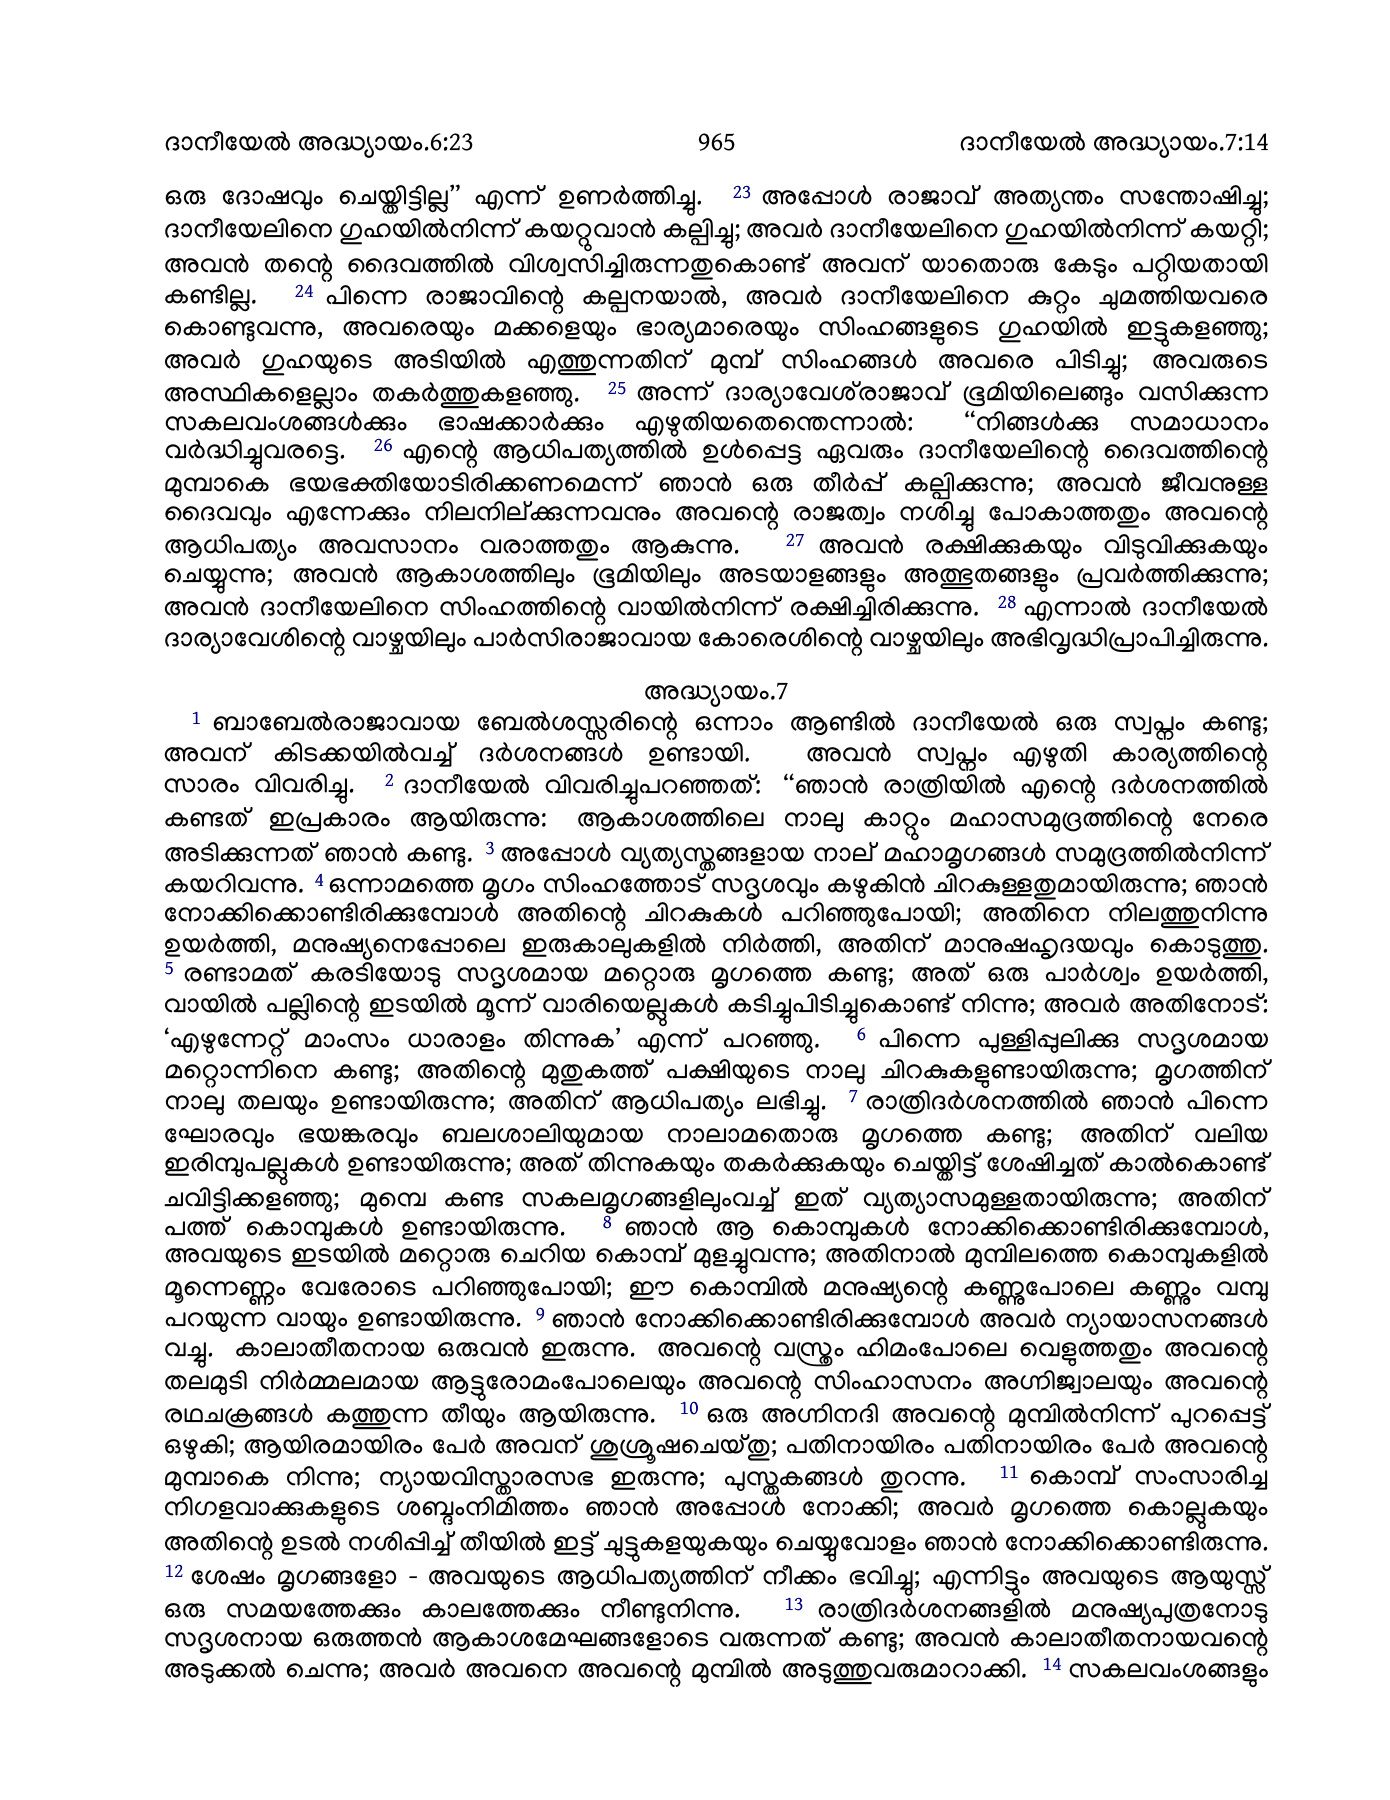 ദാനീയേൽ അദ്ധ്യായം.6:23 965 ദാനീയേൽ അദ്ധ്യായം.7:14
ഒരു ദോഷവും ചെയ്തിട്ടില്ല” എന്ന് ഉണർത്തിച്ചു. 23 അപ്പോൾ രാജാവ് അത്യന്തം സന്തോഷിച്ചു;
ദാനീയേലിനെ ഗുഹയിൽനിന്ന് കയറ്റുവാൻ കല്പിച്ചു; അവർ ദാനീയേലിനെ ഗുഹയിൽനിന്ന് കയറ്റി;
അവൻ തന്റെ ദൈവത്തിൽ വിശ്വസിച്ചിരുന്നതുകൊണ്ട് അവന് യാതൊരു കേടും പറ്റിയതായി
കണ്ടില്ല. 24 പിന്നെ രാജാവിന്റെ കല്പനയാൽ, അവർ ദാനീയേലിനെ കുറ്റം ചുമത്തിയവരെ
കൊണ്ടുവന്നു, അവരെയും മക്കളെയും ഭാര്യമാരെയും സിംഹങ്ങളുടെ ഗുഹയിൽ ഇട്ടുകളഞ്ഞു;
അവർ ഗുഹയുടെ അടിയിൽ എത്തുന്നതിന് മുമ്പ് സിംഹങ്ങൾ അവരെ പിടിച്ചു; അവരുടെ
അസ്ഥികളെല്ലാം തകർത്തുകളഞ്ഞു. 25 അന്ന് ദാര്യാവേശ്‌രാജാവ് ഭൂമിയിലെങ്ങും വസിക്കുന്ന
സകലവംശങ്ങൾക്കും ഭാഷക്കാർക്കും എഴുതിയതെന്തെന്നാൽ: “നിങ്ങൾക്കു സമാധാനം
വർദ്ധിച്ചുവരട്ടെ. 26 എന്റെ ആധിപത്യത്തിൽ ഉൾപ്പെട്ട ഏവരും ദാനീയേലിന്റെ ദൈവത്തിന്റെ
മുമ്പാകെ ഭയഭക്തിയോടിരിക്കണമെന്ന് ഞാൻ ഒരു തീർപ്പ് കല്പിക്കുന്നു; അവൻ ജീവനുള്ള
ദൈവവും എന്നേക്കും നിലനില്ക്കുന്നവനും അവന്റെ രാജത്വം നശിച്ചു പോകാത്തതും അവന്റെ
ആധിപത്യം അവസാനം വരാത്തതും ആകുന്നു. 27 അവൻ രക്ഷിക്കുകയും വിടുവിക്കുകയും
ചെയ്യുന്നു; അവൻ ആകാശത്തിലും ഭൂമിയിലും അടയാളങ്ങളും അത്ഭുതങ്ങളും പ്രവർത്തിക്കുന്നു;
അവൻ ദാനീയേലിനെ സിംഹത്തിന്റെ വായിൽനിന്ന് രക്ഷിച്ചിരിക്കുന്നു. 28 എന്നാൽ ദാനീയേൽ
ദാര്യാവേശിന്റെ വാഴ്ചയിലും പാർസിരാജാവായ കോരെശിന്റെ വാഴ്ചയിലും അഭിവൃദ്ധിപ്രാപിച്ചിരുന്നു.
അദ്ധ്യായം.7
1 ബാബേൽരാജാവായ ബേൽശസ്സരിന്റെ ഒന്നാം ആണ്ടിൽ ദാനീയേൽ ഒരു സ്വപ്നം കണ്ടു;
അവന് കിടക്കയിൽവച്ച് ദർശനങ്ങൾ ഉണ്ടായി. അവൻ സ്വപ്നം എഴുതി കാര്യത്തിന്റെ
സാരം വിവരിച്ചു. 2 ദാനീയേൽ വിവരിച്ചുപറഞ്ഞത്: “ഞാൻ രാത്രിയിൽ എന്റെ ദർശനത്തിൽ
കണ്ടത് ഇപ്രകാരം ആയിരുന്നു: ആകാശത്തിലെ നാലു കാറ്റും മഹാസമുദ്രത്തിന്റെ നേരെ
അടിക്കുന്നത് ഞാൻ കണ്ടു. 3 അപ്പോൾ വ്യത്യസ്തങ്ങളായ നാല് മഹാമൃഗങ്ങൾ സമുദ്രത്തിൽനിന്ന്
കയറിവന്നു. 4 ഒന്നാമത്തെ മൃഗം സിംഹത്തോട് സദൃശവും കഴുകിൻ ചിറകുള്ളതുമായിരുന്നു; ഞാൻ
നോക്കിക്കൊണ്ടിരിക്കുമ്പോൾ അതിന്റെ ചിറകുകൾ പറിഞ്ഞുപോയി; അതിനെ നിലത്തുനിന്നു
ഉയർത്തി, മനുഷ്യനെപ്പോലെ ഇരുകാലുകളിൽ നിർത്തി, അതിന് മാനുഷഹൃദയവും കൊടുത്തു.
5 രണ്ടാമത് കരടിയോടു സദൃശമായ മറ്റൊരു മൃഗത്തെ കണ്ടു; അത് ഒരു പാർശ്വം ഉയർത്തി,
വായിൽ പല്ലിന്റെ ഇടയിൽ മൂന്ന് വാരിയെല്ലുകൾ കടിച്ചുപിടിച്ചുകൊണ്ട് നിന്നു; അവർ അതിനോട്:
‘എഴുന്നേറ്റ് മാംസം ധാരാളം തിന്നുക’ എന്ന് പറഞ്ഞു. 6 പിന്നെ പുള്ളിപ്പുലിക്കു സദൃശമായ
മറ്റൊന്നിനെ കണ്ടു; അതിന്റെ മുതുകത്ത് പക്ഷിയുടെ നാലു ചിറകുകളുണ്ടായിരുന്നു; മൃഗത്തിന്
നാലു തലയും ഉണ്ടായിരുന്നു; അതിന് ആധിപത്യം ലഭിച്ചു. 7 രാത്രിദർശനത്തിൽ ഞാൻ പിന്നെ
ഘോരവും ഭയങ്കരവും ബലശാലിയുമായ നാലാമതൊരു മൃഗത്തെ കണ്ടു; അതിന് വലിയ
ഇരിമ്പുപല്ലുകൾ ഉണ്ടായിരുന്നു; അത് തിന്നുകയും തകർക്കുകയും ചെയ്തിട്ട് ശേഷിച്ചത് കാൽകൊണ്ട്
ചവിട്ടിക്കളഞ്ഞു; മുമ്പെ കണ്ട സകലമൃഗങ്ങളിലുംവച്ച് ഇത് വ്യത്യാസമുള്ളതായിരുന്നു; അതിന്
പത്ത് കൊമ്പുകൾ ഉണ്ടായിരുന്നു. 8 ഞാൻ ആ കൊമ്പുകൾ നോക്കിക്കൊണ്ടിരിക്കുമ്പോൾ,
അവയുടെ ഇടയിൽ മറ്റൊരു ചെറിയ കൊമ്പ് മുളച്ചുവന്നു; അതിനാൽ മുമ്പിലത്തെ കൊമ്പുകളിൽ
മൂന്നെണ്ണം വേരോടെ പറിഞ്ഞുപോയി; ഈ കൊമ്പിൽ മനുഷ്യന്റെ കണ്ണുപോലെ കണ്ണും വമ്പു
പറയുന്ന വായും ഉണ്ടായിരുന്നു. 9 ഞാൻ നോക്കിക്കൊണ്ടിരിക്കുമ്പോൾ അവർ ന്യായാസനങ്ങൾ
വച്ചു. കാലാതീതനായ ഒരുവൻ ഇരുന്നു. അവന്റെ വസ്ത്രം ഹിമംപോലെ വെളുത്തതും അവന്റെ
തലമുടി നിർമ്മലമായ ആട്ടുരോമംപോലെയും അവന്റെ സിംഹാസനം അഗ്നിജ്വാലയും അവന്റെ
രഥചക്രങ്ങൾ കത്തുന്ന തീയും ആയിരുന്നു. 10 ഒരു അഗ്നിനദി അവന്റെ മുമ്പിൽനിന്ന് പുറപ്പെട്ട്
ഒഴുകി; ആയിരമായിരം പേർ അവന് ശുശ്രൂഷചെയ്തു; പതിനായിരം പതിനായിരം പേർ അവന്റെ
മുമ്പാകെ നിന്നു; ന്യായവിസ്താരസഭ ഇരുന്നു; പുസ്തകങ്ങൾ തുറന്നു. 11 കൊമ്പ് സംസാരിച്ച
നിഗളവാക്കുകളുടെ ശബ്ദംനിമിത്തം ഞാൻ അപ്പോൾ നോക്കി; അവർ മൃഗത്തെ കൊല്ലുകയും
അതിന്റെ ഉടൽ നശിപ്പിച്ച് തീയിൽ ഇട്ട് ചുട്ടുകളയുകയും ചെയ്യുവോളം ഞാൻ നോക്കിക്കൊണ്ടിരുന്നു.
12 ശേഷം മൃഗങ്ങളോ - അവയുടെ ആധിപത്യത്തിന് നീക്കം ഭവിച്ചു; എന്നിട്ടും അവയുടെ ആയുസ്സ്
ഒരു സമയത്തേക്കും കാലത്തേക്കും നീണ്ടുനിന്നു. 13 രാത്രിദർശനങ്ങളിൽ മനുഷ്യപുത്രനോടു
സദൃശനായ ഒരുത്തൻ ആകാശമേഘങ്ങളോടെ വരുന്നത് കണ്ടു; അവൻ കാലാതീതനായവന്റെ
അടുക്കൽ ചെന്നു; അവർ അവനെ അവന്റെ മുമ്പിൽ അടുത്തുവരുമാറാക്കി. 14 സകലവംശങ്ങളും